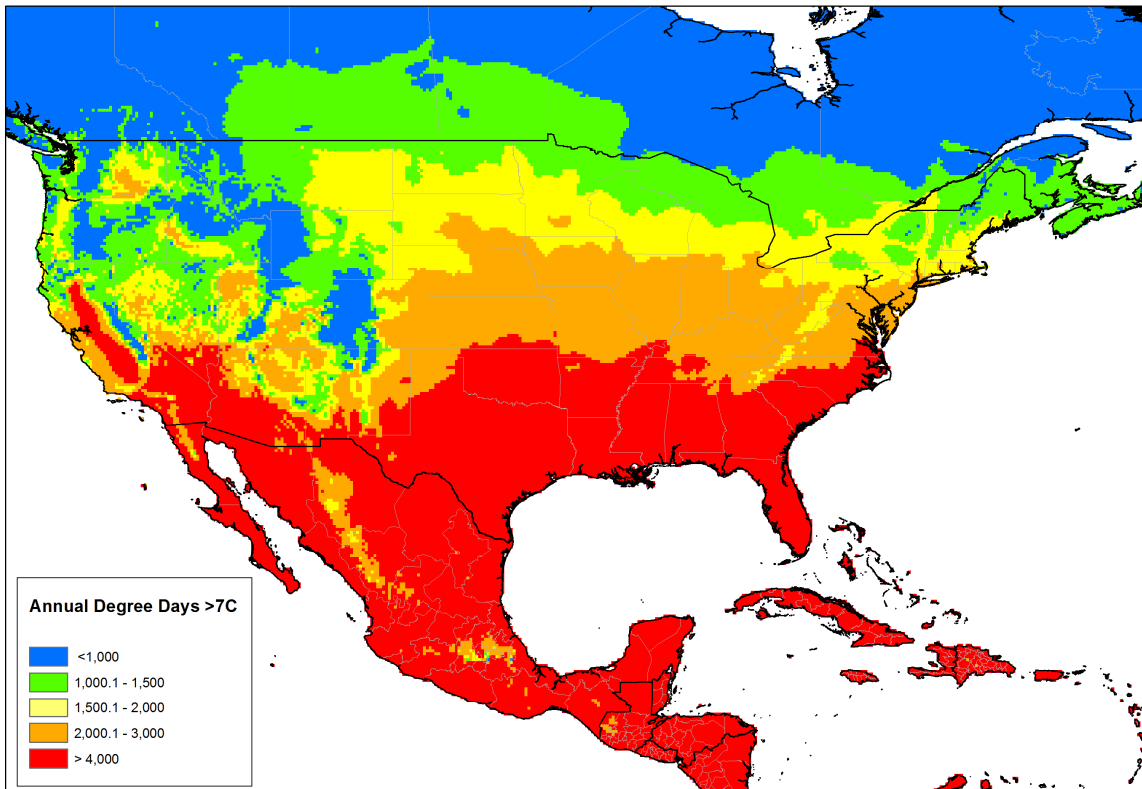 Annual Degree Days >7C
<1,000
1,000.1 - 1,500
1,500.1 - 2,000
2,000.1 - 3,000
> 4,000